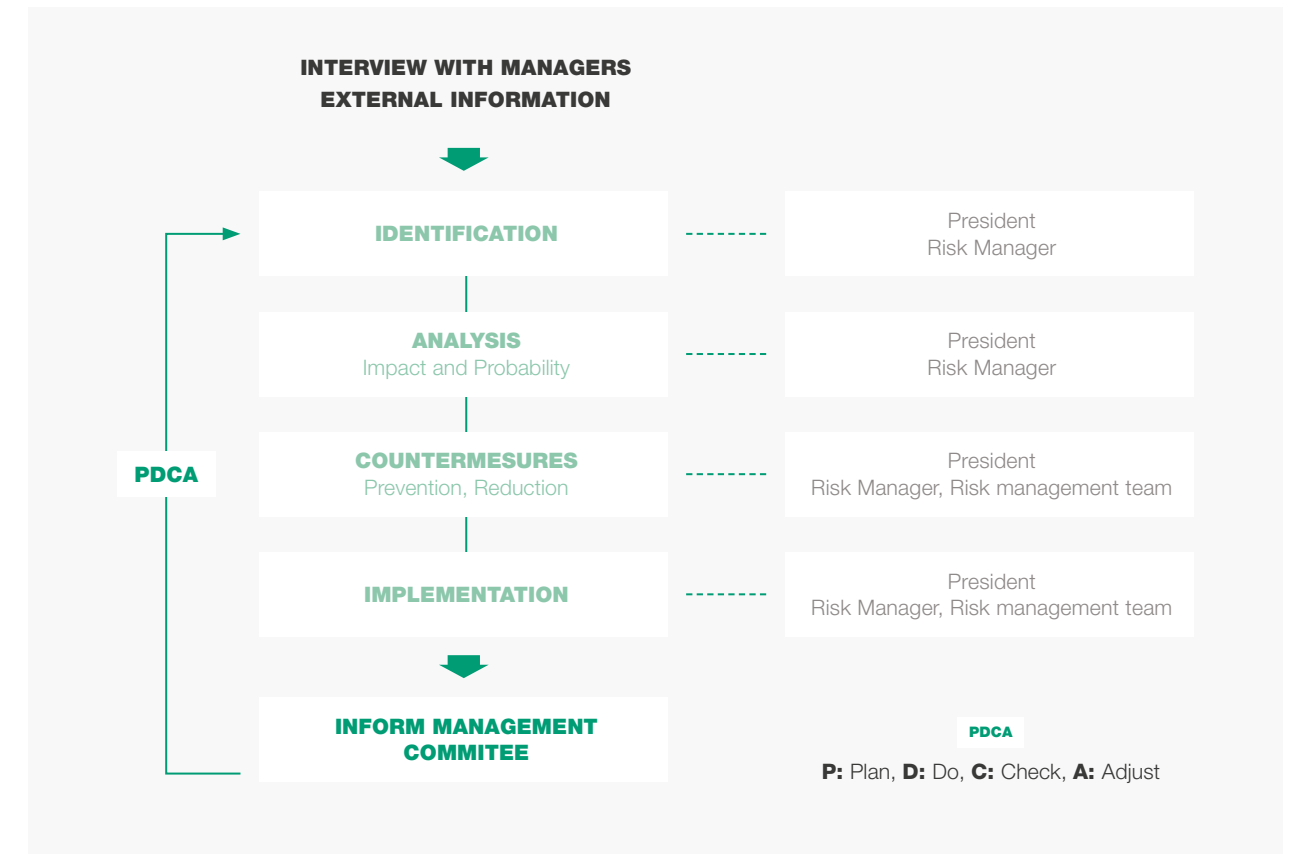 INTERVIEW WITH MANAGERS
EXTERNAL INFORMATION
IDENTIFICATION
President
Risk Manager
ANALYSIS
Impact and Probability
President
Risk Manager
PDCA
COUNTERMESURES
Prevention, Reduction
President
Risk Manager, Risk management team
IMPLEMENTATION
President
Risk Manager, Risk management team
INFORM MANAGEMENT
COMMITEE
PDCA
P: Plan, D: Do, C: Check, A: Adjust